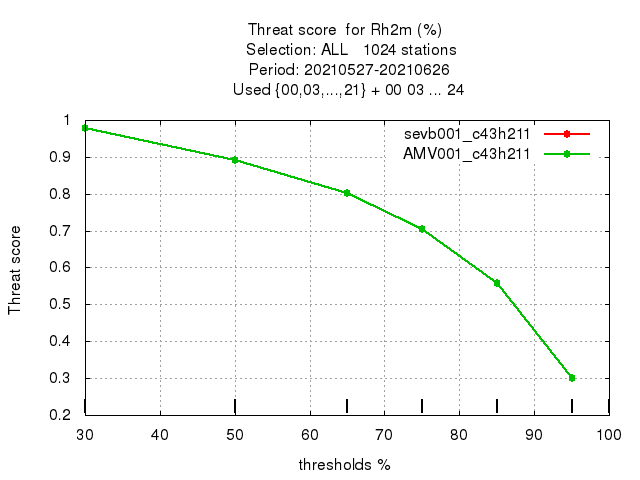 Threat score  for Rh2m (%)
Selection: ALL   1024 stations
Period: 20210527-20210626
Used {00,03,...,21} + 00 03 ... 24
sevb001_c43h211
AMV001_c43h211
1
0.9
0.8
0.7
0.6
0.5
0.4
0.3
0.2
Threat score
30 40 50 60 70 80 90 100
thresholds %